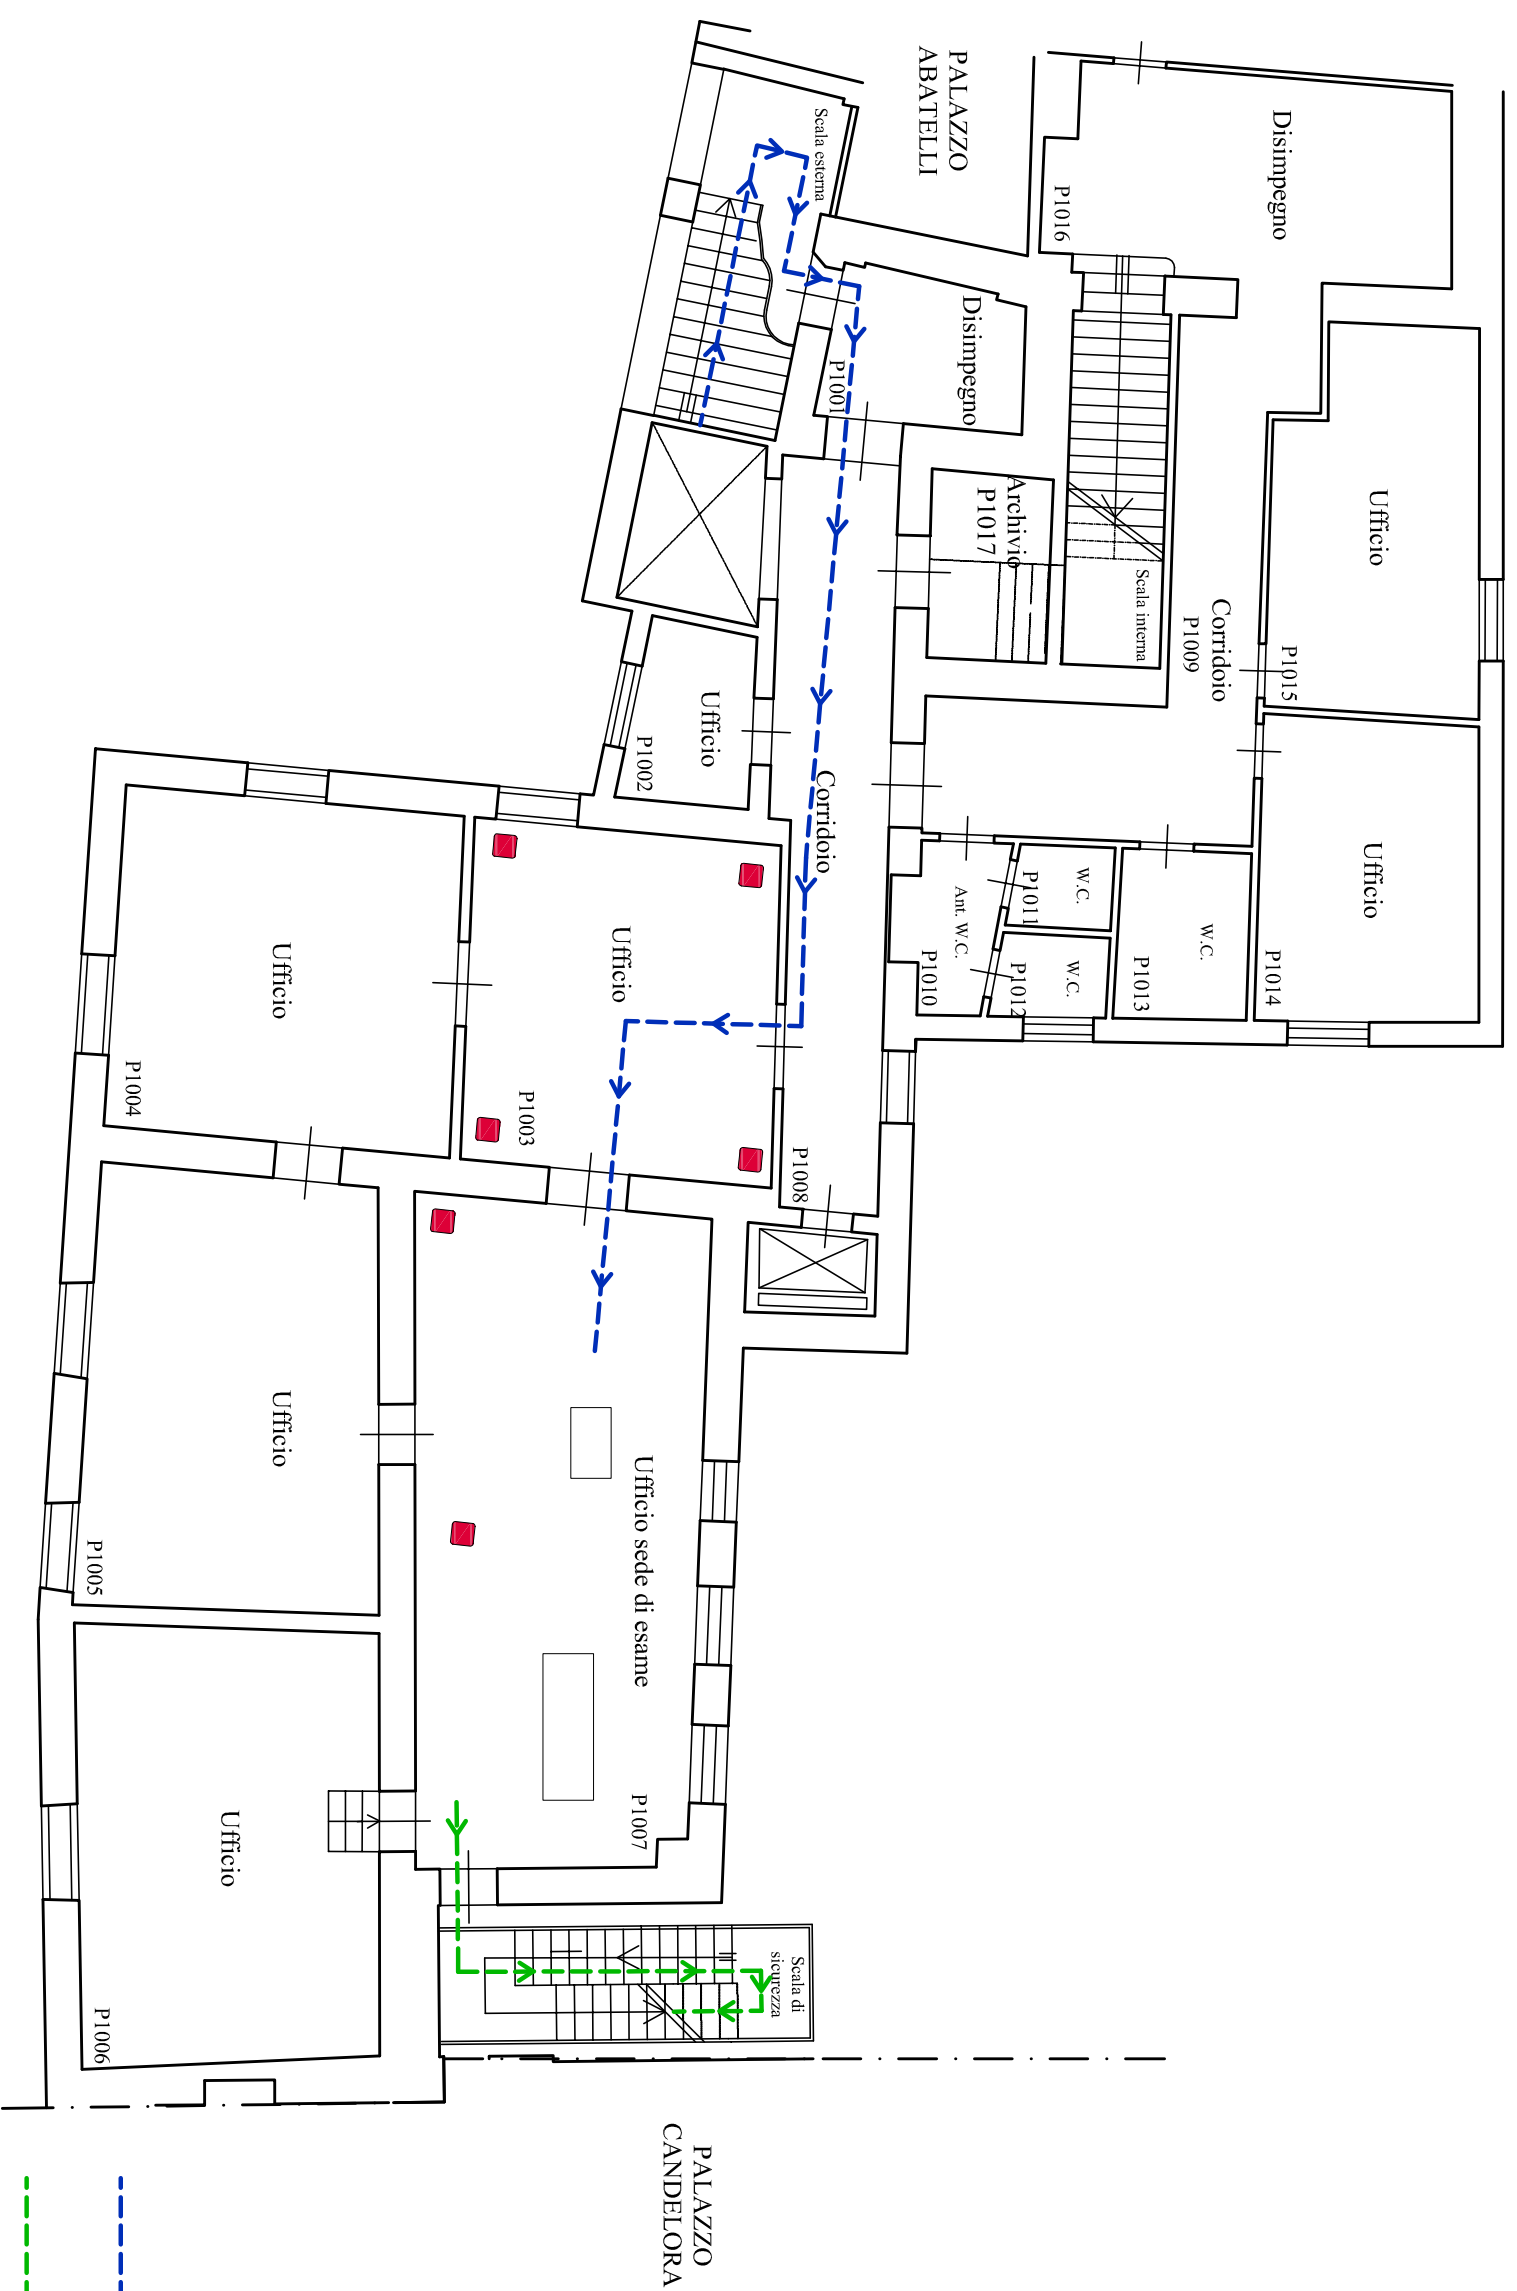 PALAZZO
ABATELLI
Disimpegno
P1016
Scala esterna
Disimpegno
P1001
Archivio
P1017
Scala interna
Corridoio
P1009
Ufficio
P1015
Ufficio
P1002
Corridoio
Ufficio
P1014
W.C.
P1011
W.C.
P1013
Ant. W.C.
P1010
W.C.
P1012
Ufficio
P1003
Ufficio
P1004
P1008
Ufficio
P1005
Ufficio sede di esame
P1007
Ufficio
P1006
Scala di
sicurezza
PALAZZO
CANDELORA